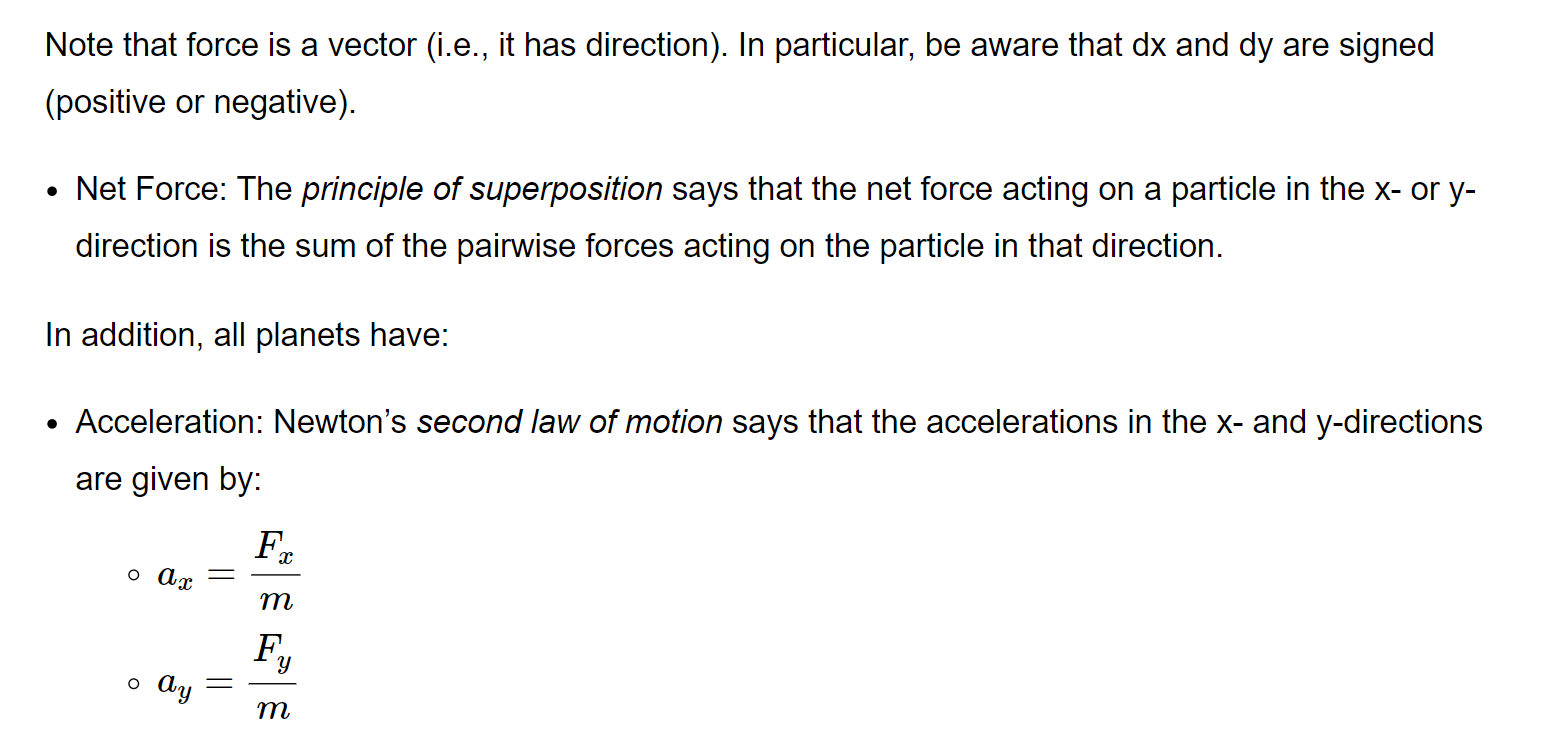 Note that force is a vector (i.e., it has direction). In particular, be aware that dx and dy are signed
(positive or negative).
• Net Force: The principle of superposition says that the net force acting on a particle in the x- or y-
direction is the sum of the pairwise forces acting on the particle in that direction.
In addition, all planets have:
• Acceleration: Newton’s second law of motion says that the accelerations in the x- and y-directions
are given by:
◦ a_x = \frac{F_x}{m}
◦ a_y = \frac{F_y}{m}